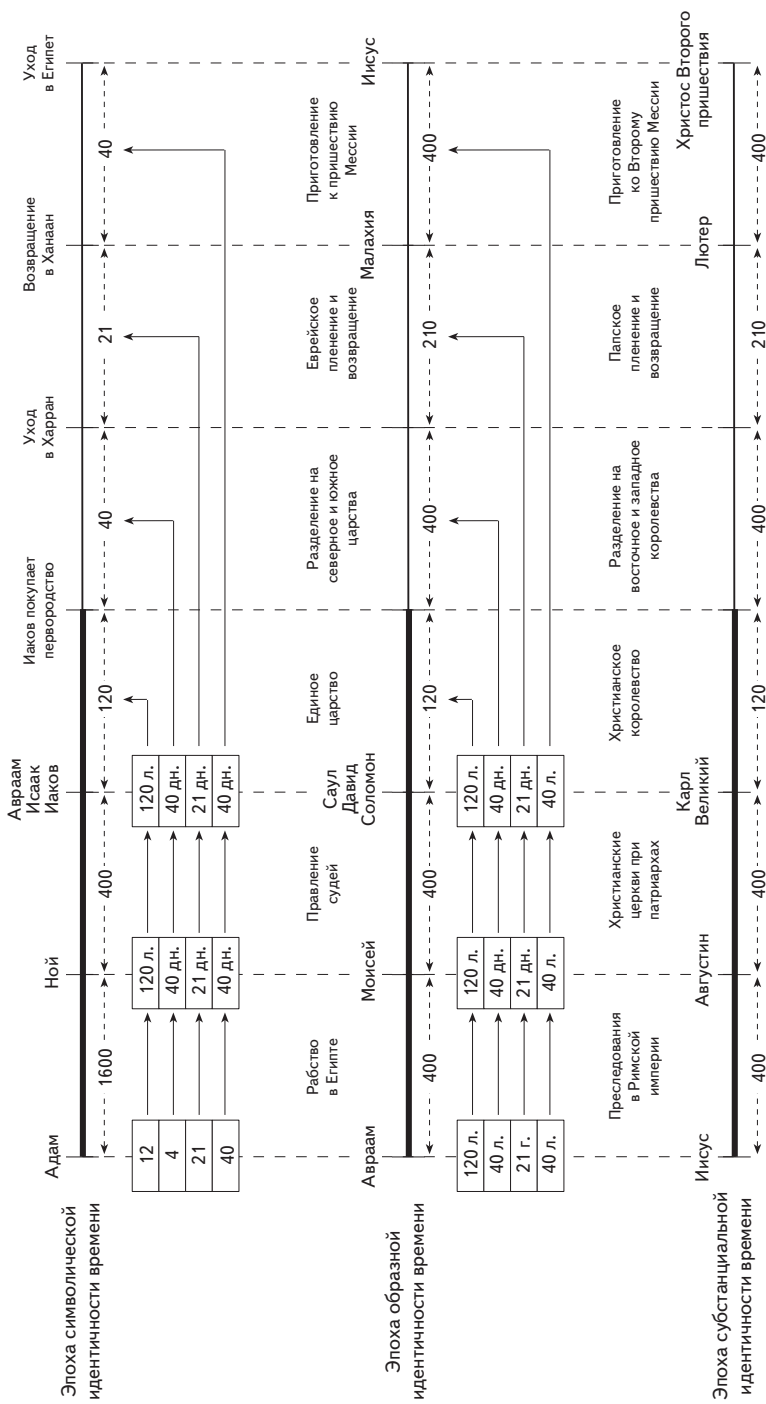 Эпоха символической
идентичности времени
Адам
Ной
Авраам
Исаак
Иаков
Иаков покупает
первородство
Уход
в Харран
Возвращение
в Ханаан
Уход
в Египет
1600
400
120
40
21
40
12
4
21
40
120 л.
40 дн.
21 дн.
40 дн.
120 л.
40 дн.
21 дн.
40 дн.
Рабство
в Египте
Правление
судей
Единое
царство
Разделение на
северное и южное
царства
Еврейское
пленение и
возвращение
Приготовление
к пришествию
Мессии
Эпоха образной
идентичности времени
Авраам
Моисей
Саул
Давид
Соломон
Малахия
Иисус
400
400
120
400
210
400
120 л.
40 л.
21 г.
40 л.
120 л.
40 дн.
21 дн.
40 л.
120 л.
40 дн.
21 дн.
40 л.
Преследования
в Римской
империи
Христианские
церкви при
патриархах
Христианское
королевство
Разделение на
восточное и западное
королевства
Папское
пленение и
возвращение
Приготовление
ко Второму
пришествию Мессии
Эпоха субстанциальной
идентичности времени
Иисус
Августин
Карл
Великий
Лютер
Христос Второго
пришествия
400
400
120
400
210
400